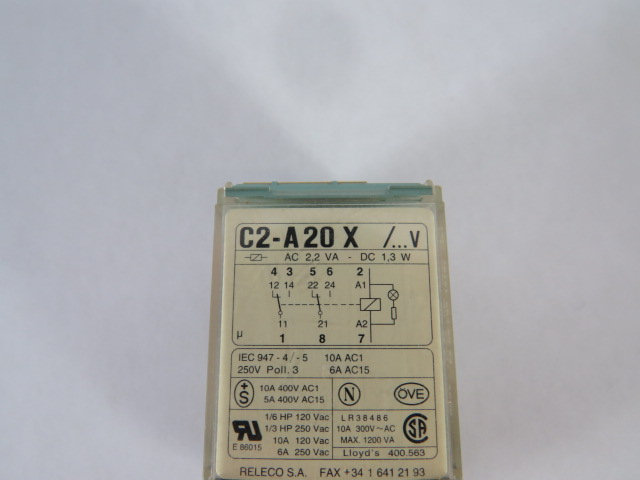 C2-A20 X /...V
AC 2,2 VA - DC 1,3 W
4 3 5 6 2
12 14 22 24 A1
11 21 A2
µ 1 8 7
IEC 947 - 4 / - 5 10A AC1
250V Poll. 3 6A AC15
+ S 10A 400V AC1
5A 400V AC15
N
ÖVE
1/6 HP 120 Vac
1/3 HP 250 Vac
10A 120 Vac
6A 250 Vac
E 86015
LR38486
10A 300V~AC
MAX. 1200 VA
Lloyd's 400.563
RELECO S.A. FAX +34 1 641 21 93